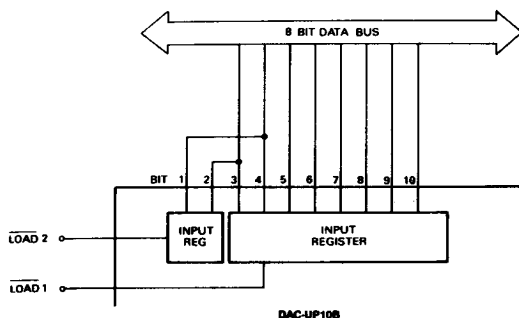 8 BIT DATA BUS
BIT 1 2 3 4 5 6 7 8 9 10
INPUT REG
INPUT REGISTER
LOAD 2
LOAD 1
DAC-UP10B